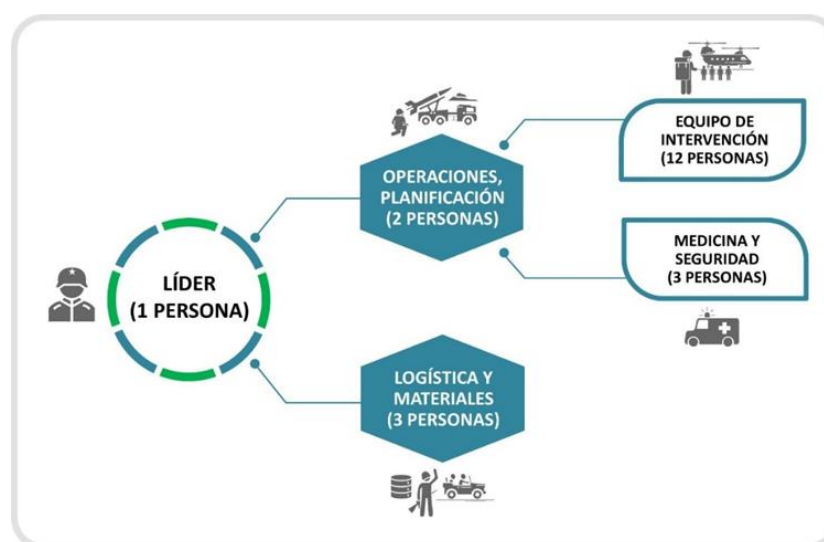 LÍDER
(1 PERSONA)
OPERACIONES,
PLANIFICACIÓN
(2 PERSONAS)
EQUIPO DE
INTERVENCIÓN
(12 PERSONAS)
MEDICINA Y
SEGURIDAD
(3 PERSONAS)
LOGÍSTICA Y
MATERIALES
(3 PERSONAS)